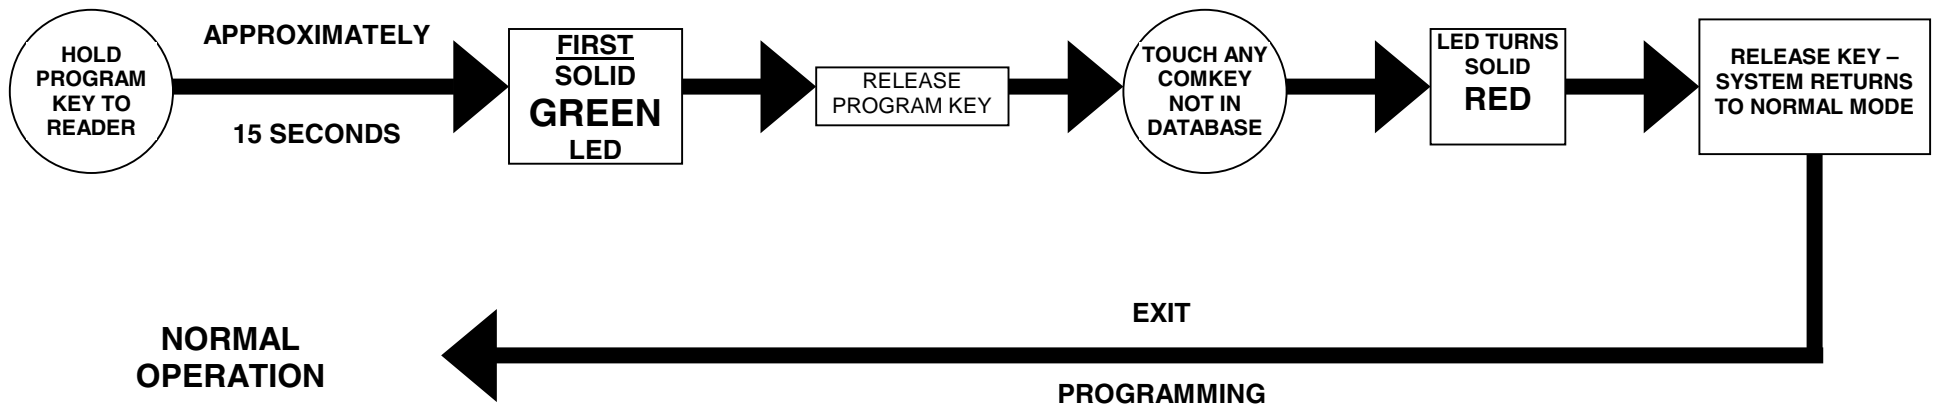 HOLD
PROGRAM
KEY TO
READER
APPROXIMATELY
15 SECONDS
FIRST
SOLID
GREEN
LED
RELEASE
PROGRAM KEY
TOUCH ANY
COMKEY
NOT IN
DATABASE
LED TURNS
SOLID
RED
RELEASE KEY –
SYSTEM RETURNS
TO NORMAL MODE
EXIT
PROGRAMMING
NORMAL
OPERATION